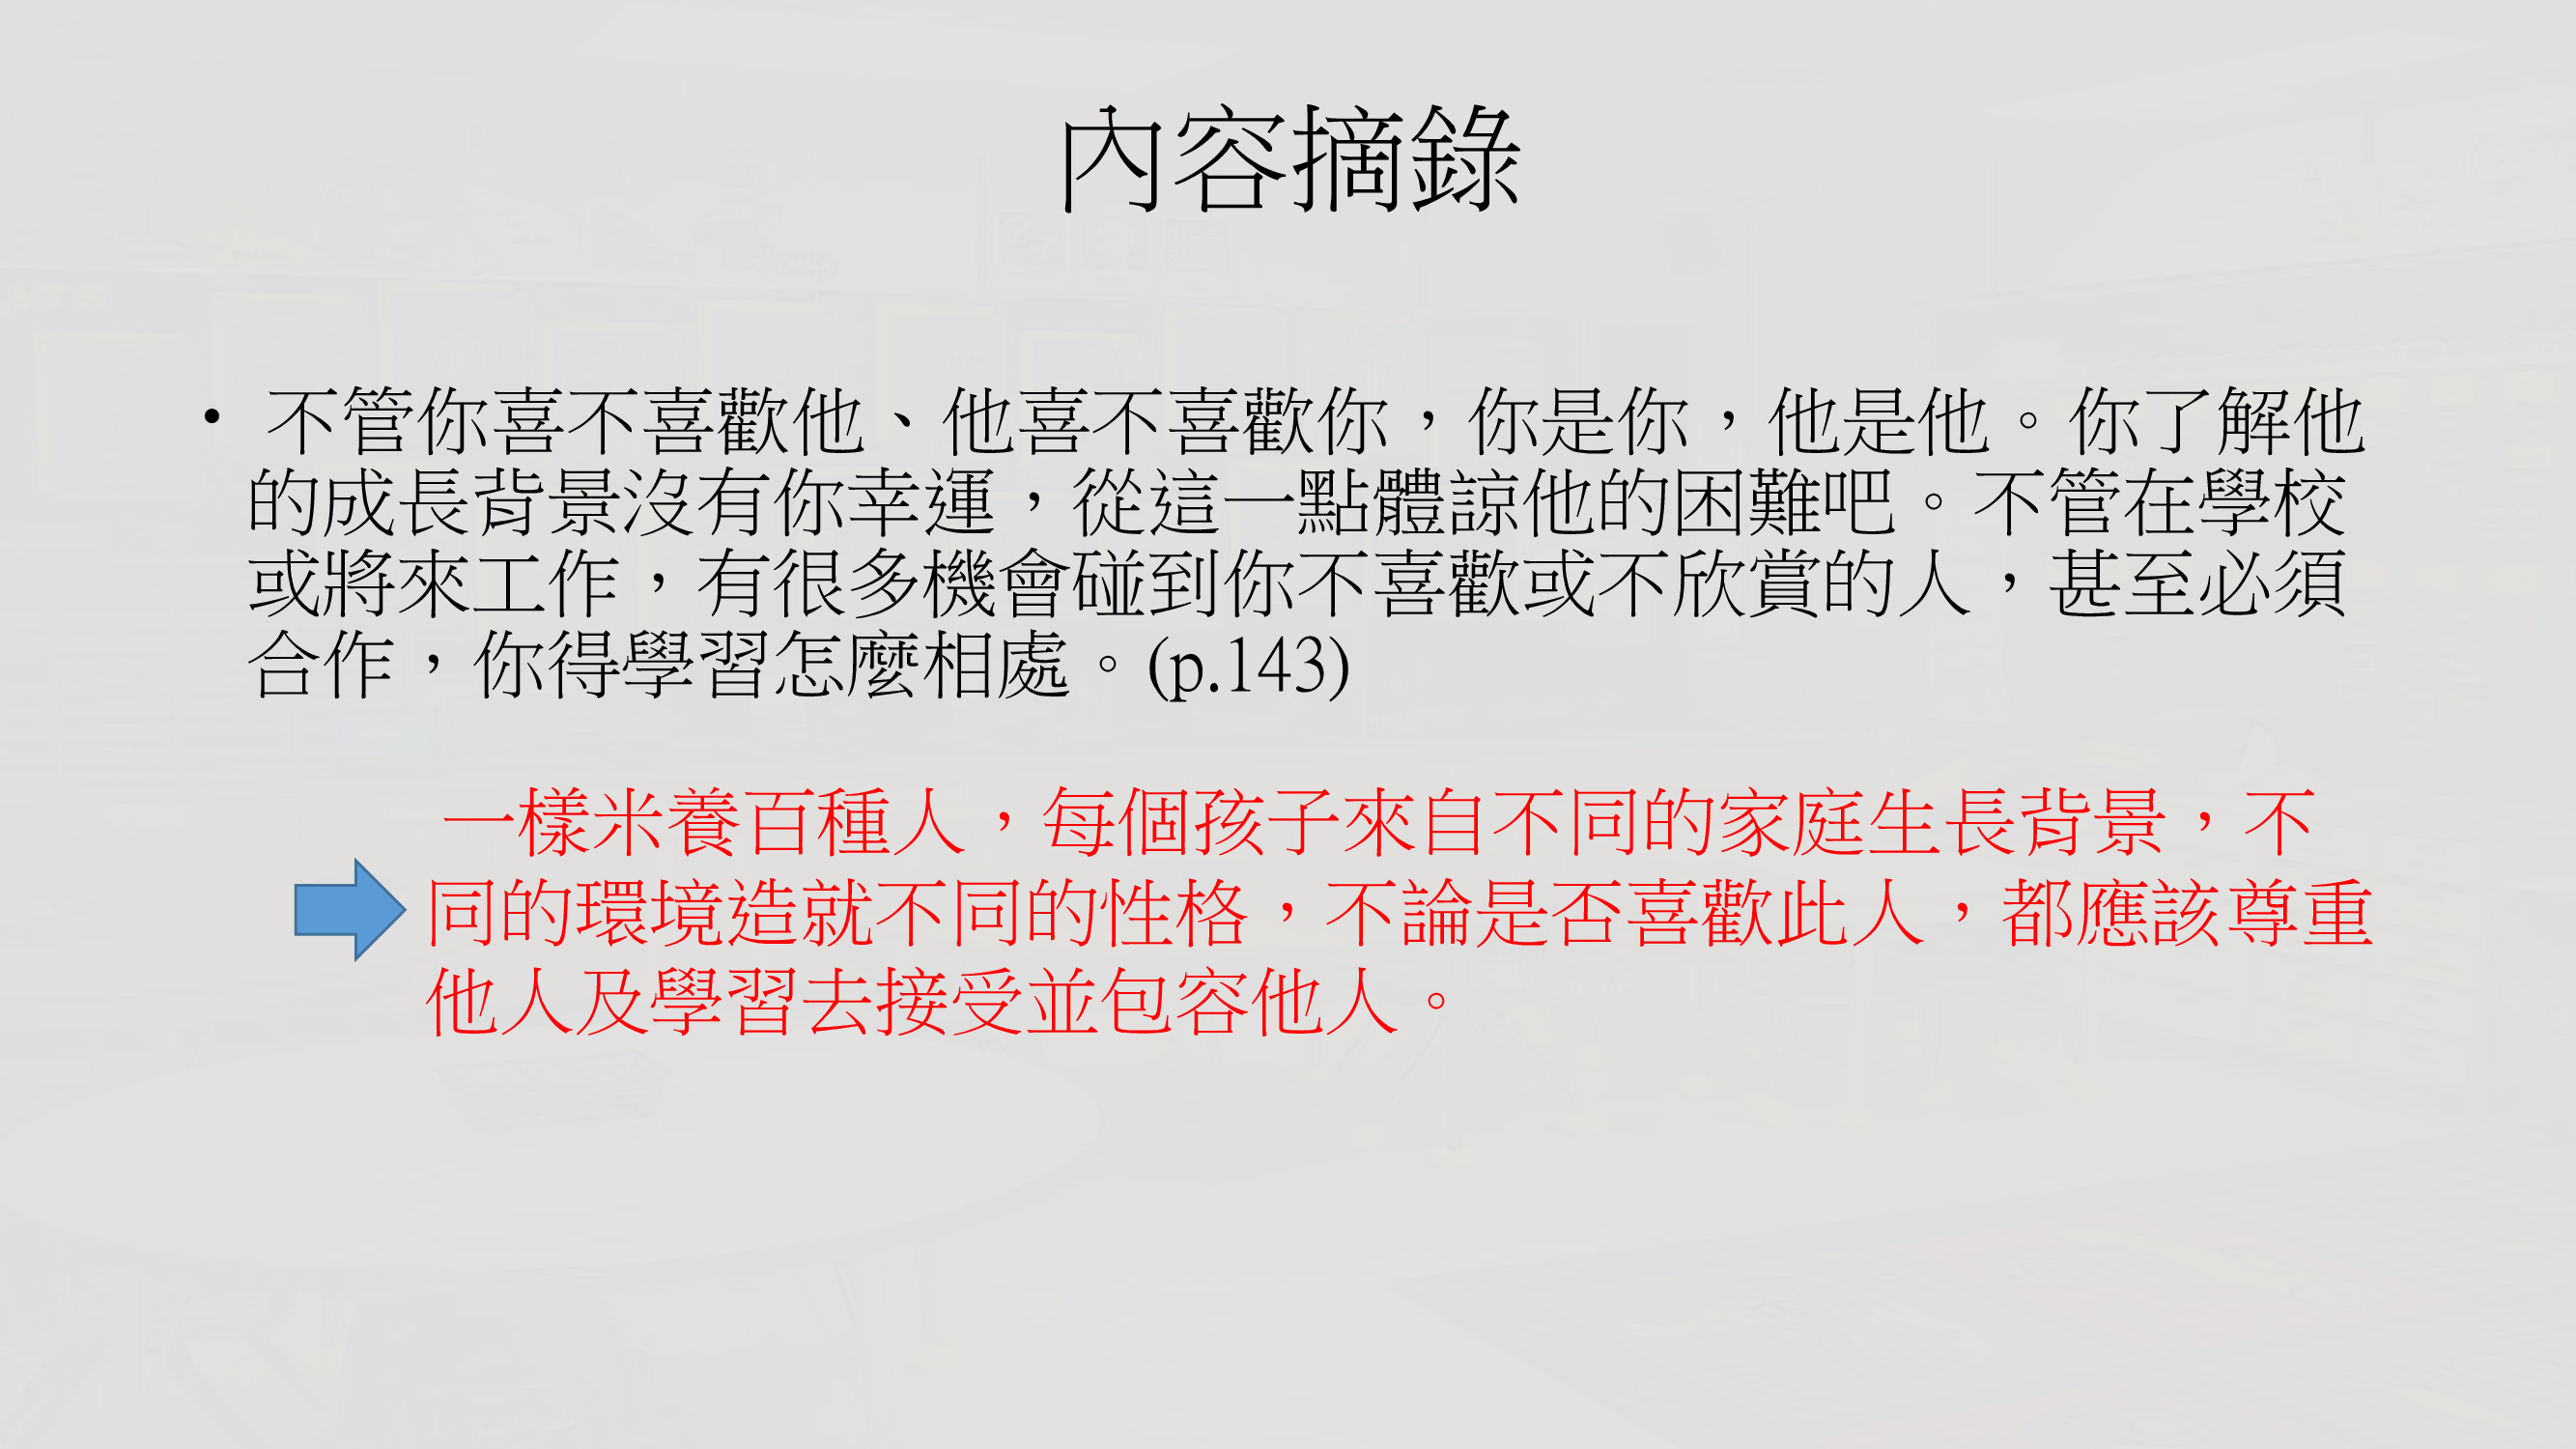 內容摘錄
• 不管你喜不喜歡他、他喜不喜歡你，你是你，他是他。你了解他
的成長背景沒有你幸運，從這一點體諒他的困難吧。不管在學校
或將來工作，有很多機會碰到你不喜歡或不欣賞的人，甚至必須
合作，你得學習怎麼相處。(p.143)
一樣米養百種人，每個孩子來自不同的家庭生長背景，不
同的環境造就不同的性格，不論是否喜歡此人，都應該尊重
他人及學習去接受並包容他人。